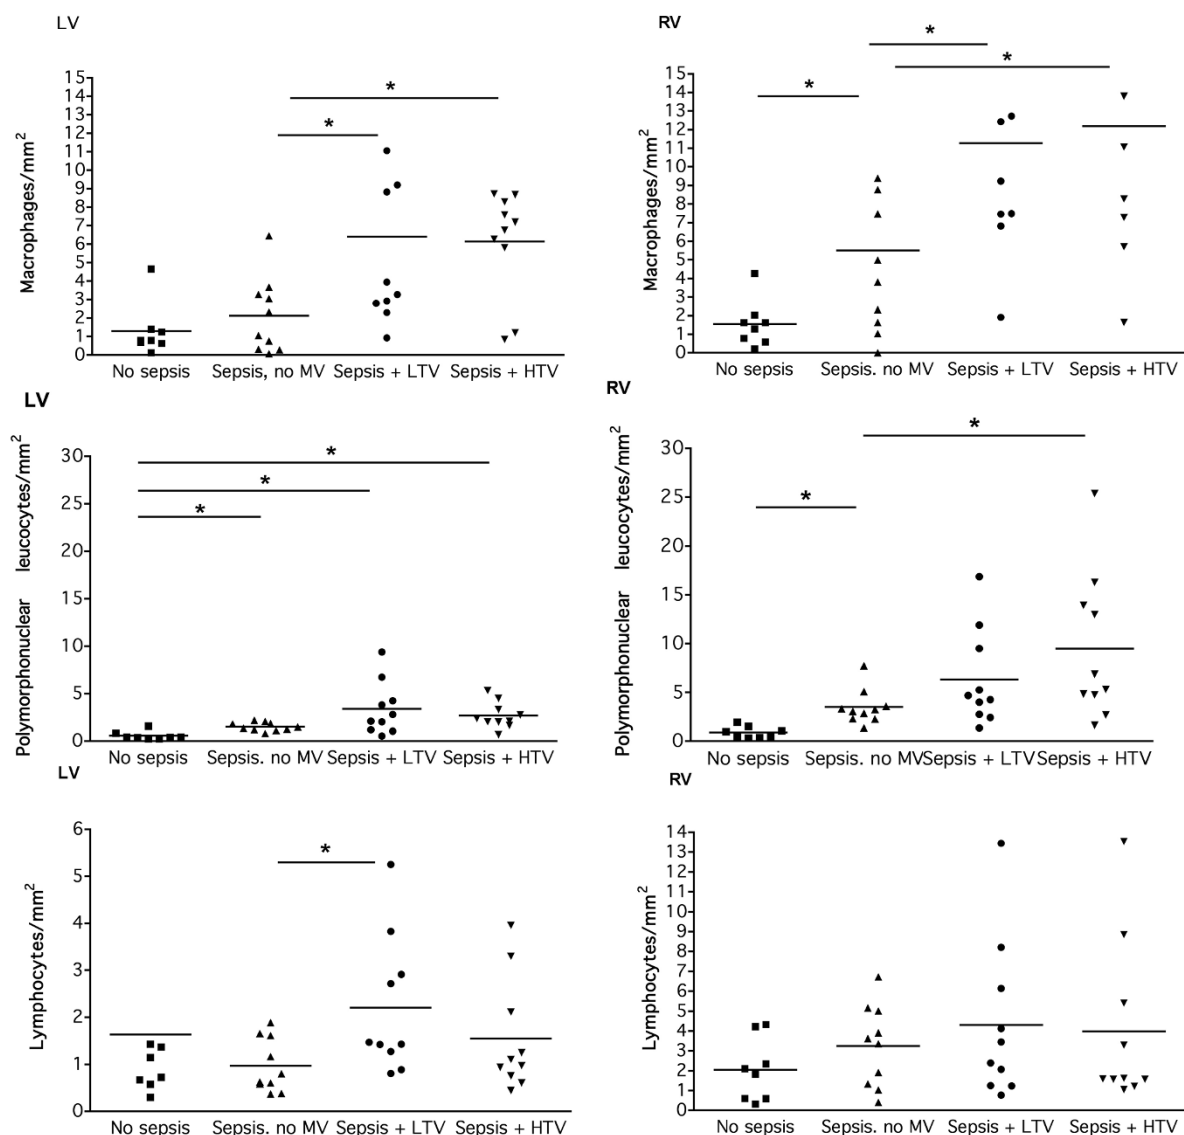 LV
*
*
Macrophages/mm2
15
14
13
12
11
10
9
8
7
6
5
4
3
2
1
0
No sepsis
Sepsis, no MV
Sepsis + LTV
Sepsis + HTV
RV
*
*
*
Macrophages/mm2
15
14
13
12
11
10
9
8
7
6
5
4
3
2
1
0
No sepsis
Sepsis. no MV
Sepsis + LTV
Sepsis + HTV
LV
*
*
*
Polymorphonuclear leucocytes/mm2
30
25
20
15
10
5
0
No sepsis
Sepsis. no MV
Sepsis + LTV
Sepsis + HTV
RV
*
*
Polymorphonuclear leucocytes/mm2
30
25
20
15
10
5
0
No sepsis
Sepsis. no MV
Sepsis + LTV
Sepsis + HTV
LV
*
Lymphocytes/mm2
6
5
4
3
2
1
0
No sepsis
Sepsis. no MV
Sepsis + LTV
Sepsis + HTV
RV
Lymphocytes/mm2
14
13
12
11
10
9
8
7
6
5
4
3
2
1
0
No sepsis
Sepsis. no MV
Sepsis + LTV
Sepsis + HTV